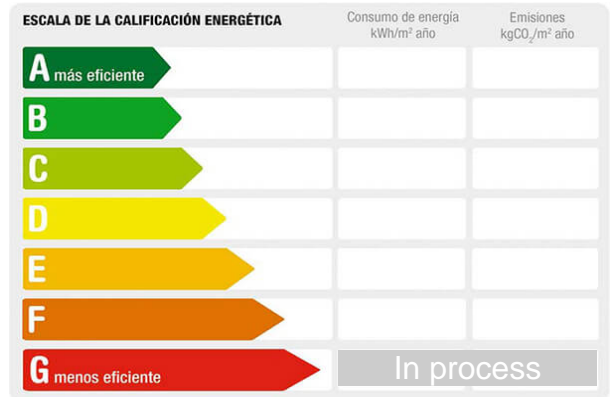 ESCALA DE LA CALIFICACIÓN ENERGÉTICA
Consumo de energía
kWh/m² año
Emisiones
kgCO₂/m² año
A más eficiente
B
C
D
E
F
G menos eficiente
In process